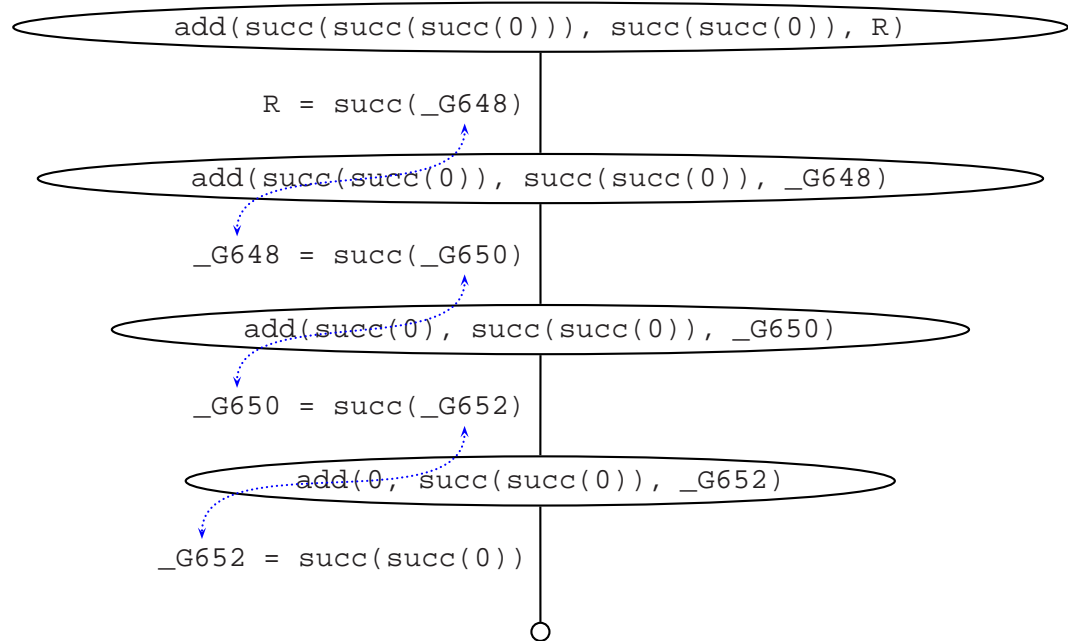 add(succ(succ(succ(0))), succ(succ(0)), R)
R = succ(_G648)
add(succ(succ(0)), succ(succ(0)), _G648)
_G648 = succ(_G650)
add(succ(0), succ(succ(0)), _G650)
_G650 = succ(_G652)
add(0, succ(succ(0)), _G652)
_G652 = succ(succ(0))